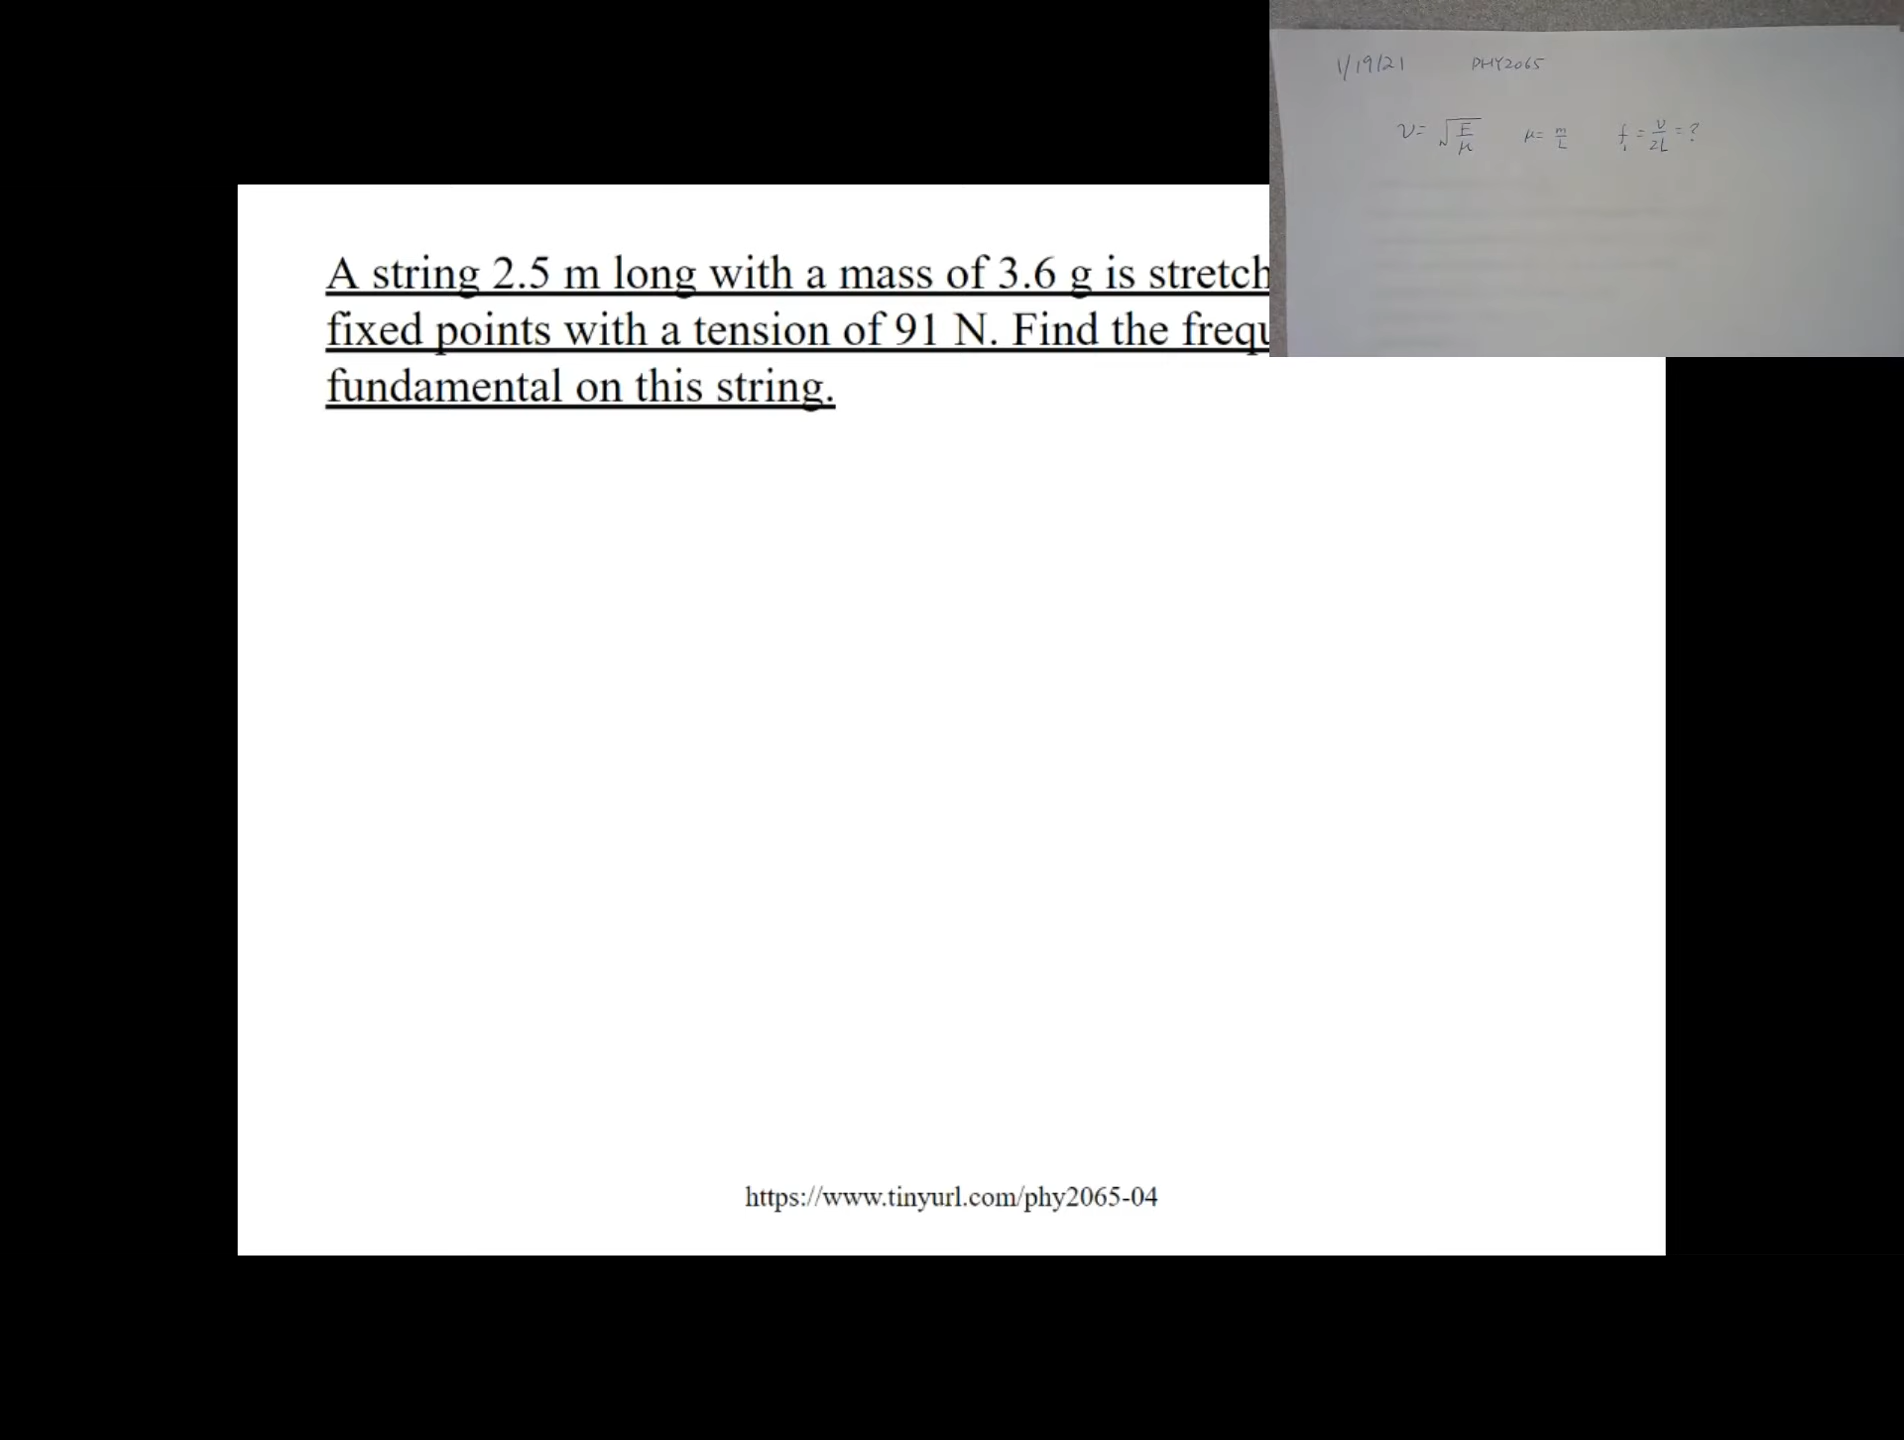 1/19/21 PHY2065
v = √(F/μ) μ = m/L f₁ = v/2L = ?
A string 2.5 m long with a mass of 3.6 g is stretch
fixed points with a tension of 91 N. Find the frequ
fundamental on this string.
https://www.tinyurl.com/phy2065-04